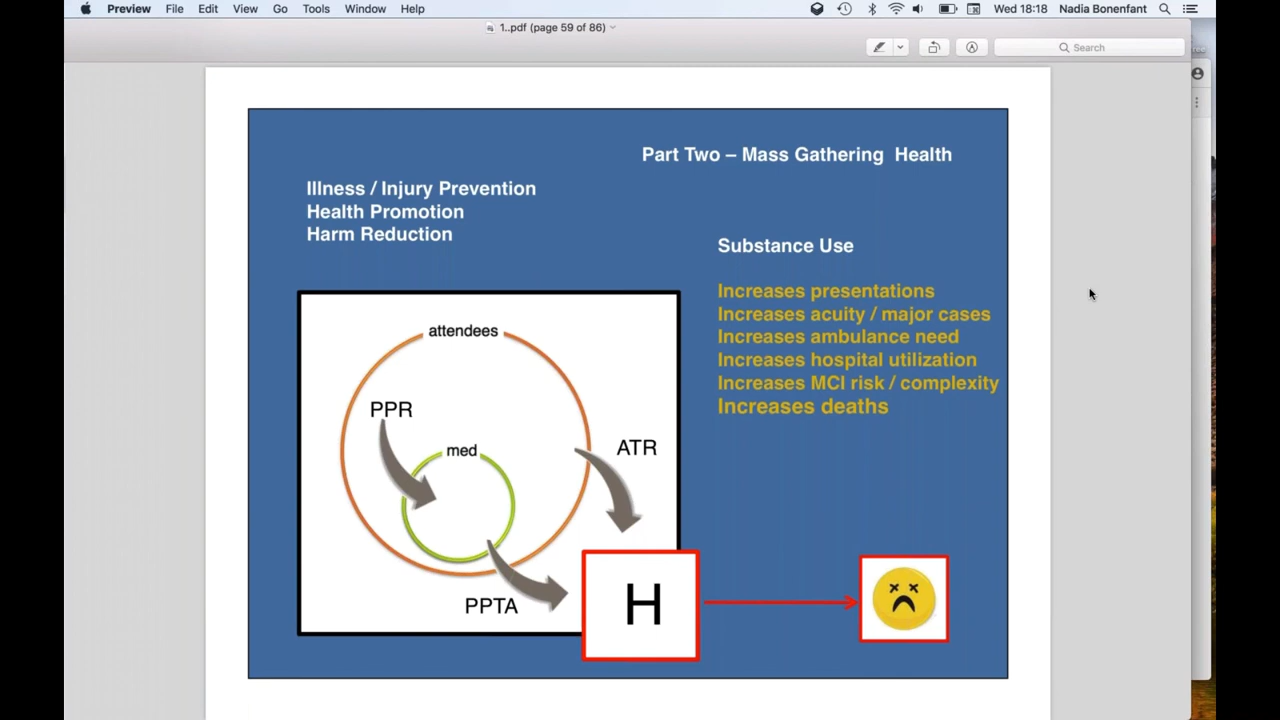 Preview File Edit View Go Tools Window Help Wed 18:18 Nadia Bonenfant
1..pdf (page 59 of 86)
Search
Part Two – Mass Gathering Health
Illness / Injury Prevention
Health Promotion
Harm Reduction
Substance Use
Increases presentations
Increases acuity / major cases
Increases ambulance need
Increases hospital utilization
Increases MCI risk / complexity
Increases deaths
attendees
PPR
med
ATR
PPTA
H